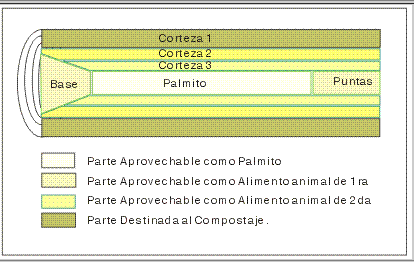 Corteza 1
Corteza 2
Corteza 3
Base
Palmito
Puntas
Parte Aprovechable como Palmito
Parte Aprovechable como Alimento animal de 1ra
Parte Aprovechable como Alimento animal de 2da
Parte Destinada al Compostaje.